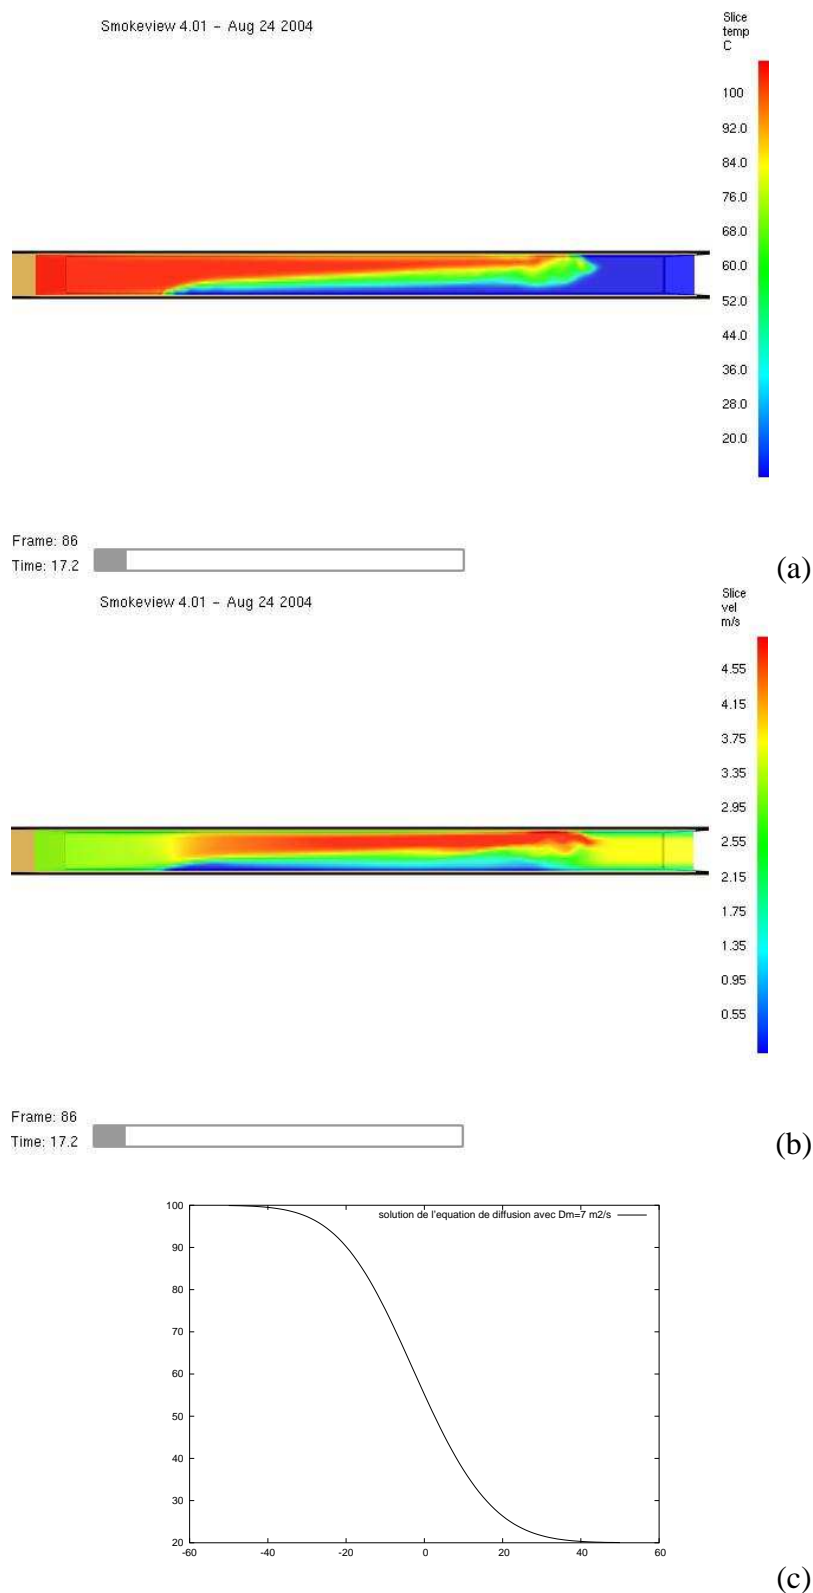 Smokeview 4.01 - Aug 24 2004
Slice
temp
C
100
92.0
84.0
76.0
68.0
60.0
52.0
44.0
36.0
28.0
20.0
Frame: 86
Time: 17.2
(a)
Smokeview 4.01 - Aug 24 2004
Slice
vel
m/s
4.55
4.15
3.75
3.35
2.95
2.55
2.15
1.75
1.35
0.95
0.55
Frame: 86
Time: 17.2
(b)
solution de l'equation de diffusion avec Dm=7 m2/s
100
90
80
70
60
50
40
30
20
-60 -40 -20 0 20 40 60
(c)